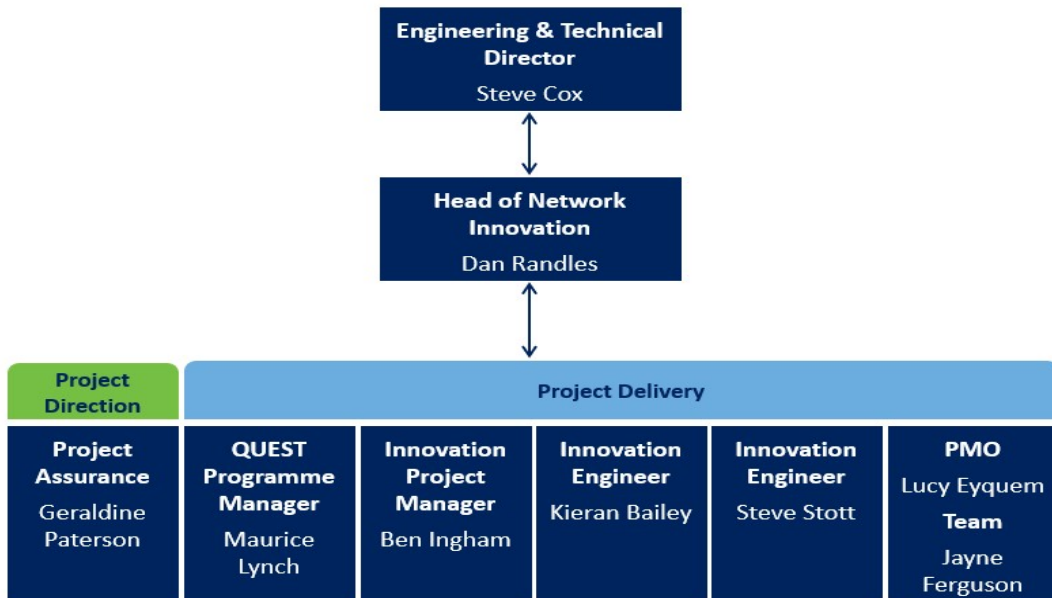 Engineering & Technical
Director
Steve Cox
Head of Network
Innovation
Dan Randles
Project
Direction
Project Delivery
Project
Assurance
Geraldine
Paterson
QUEST
Programme
Manager
Maurice
Lynch
Innovation
Project
Manager
Ben Ingham
Innovation
Engineer
Kieran Bailey
Innovation
Engineer
Steve Stott
PMO
Lucy Eyquem
Team
Jayne
Ferguson